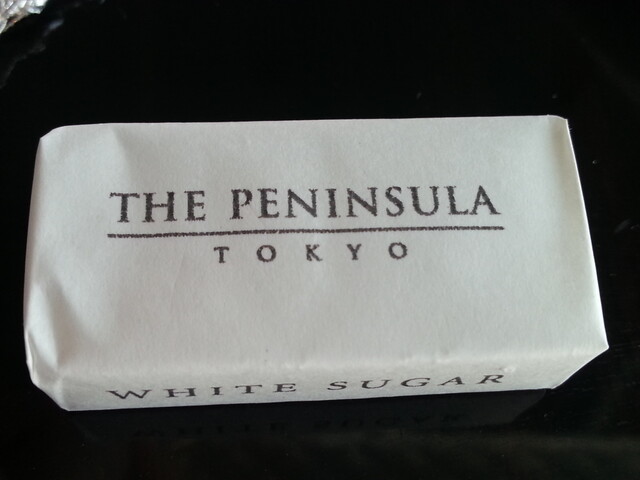 THE PENINSULA
TOKYO
WHITE SUGAR